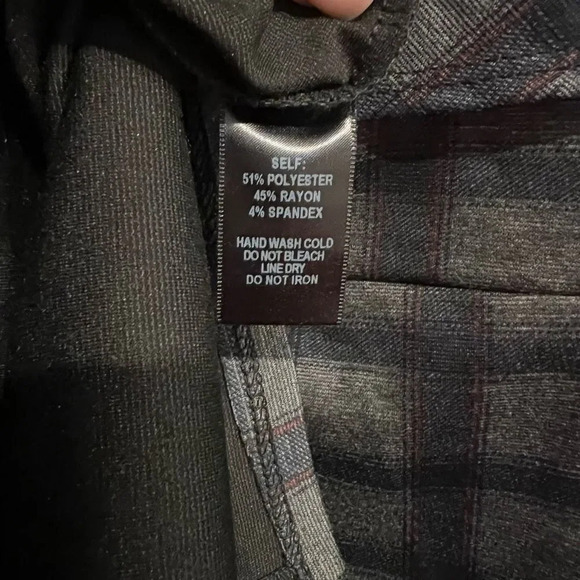 SELF:
51% POLYESTER
45% RAYON
4% SPANDEX
HAND WASH COLD
DO NOT BLEACH
LINE DRY
DO NOT IRON